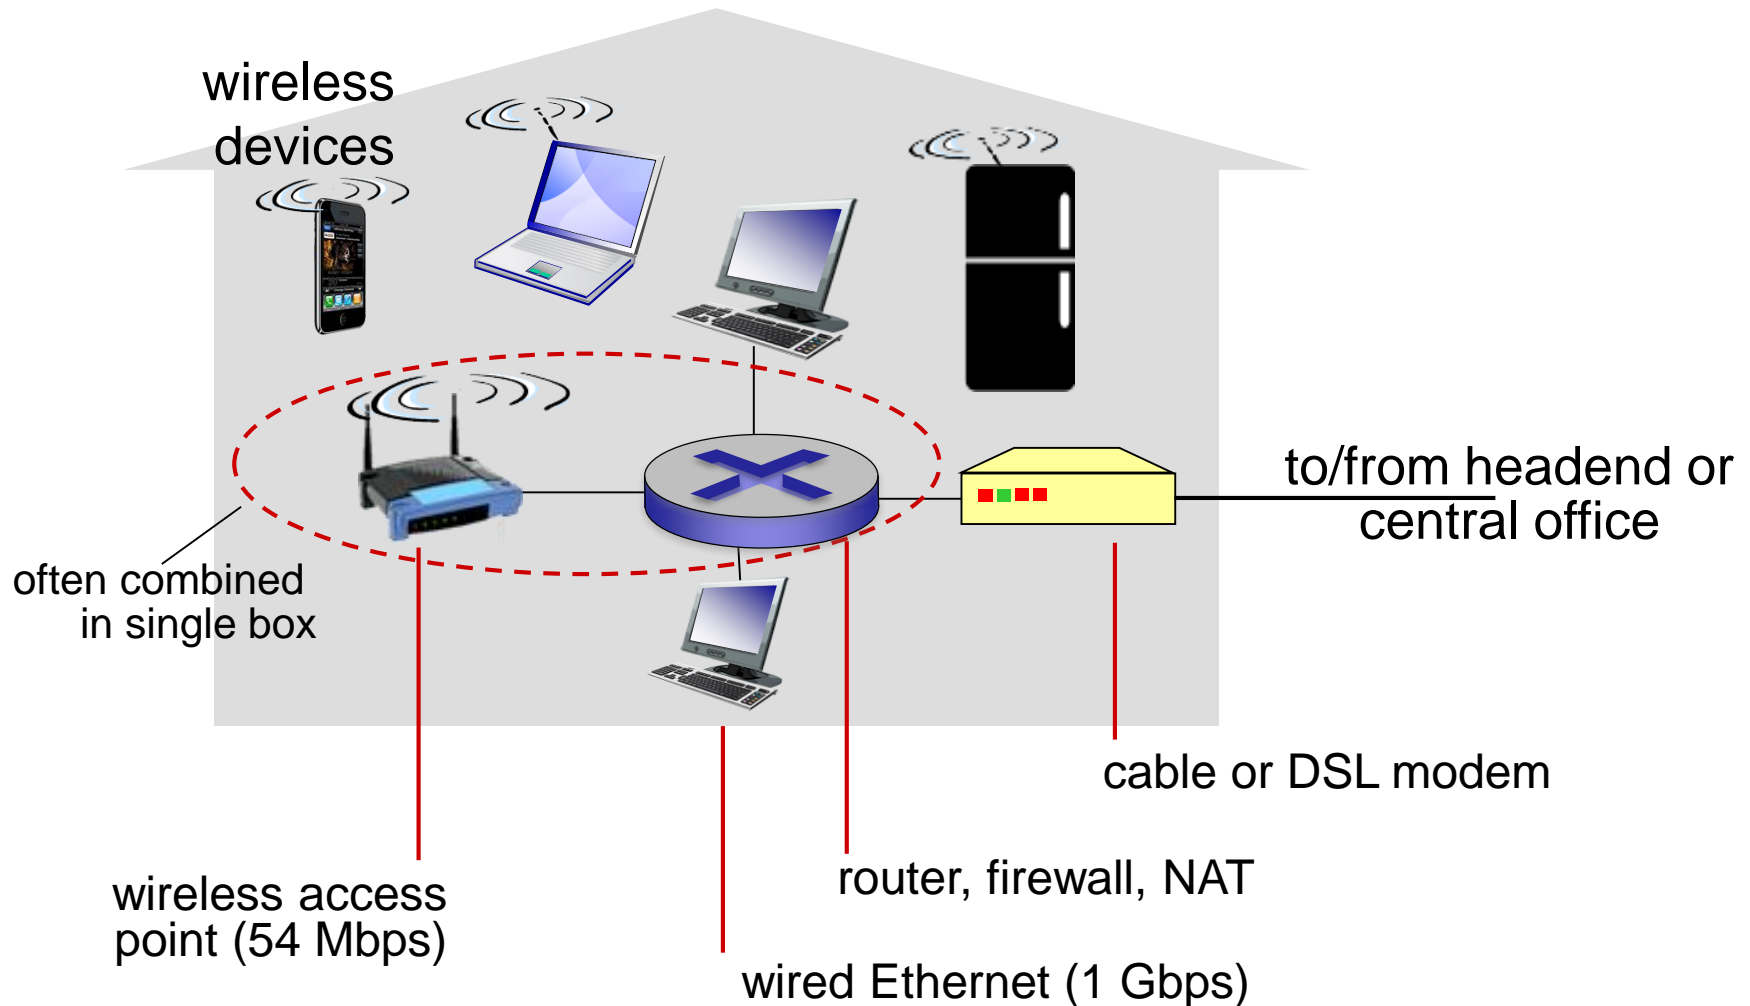 wireless
devices
to/from headend or
central office
often combined
in single box
cable or DSL modem
router, firewall, NAT
wireless access
point (54 Mbps)
wired Ethernet (1 Gbps)